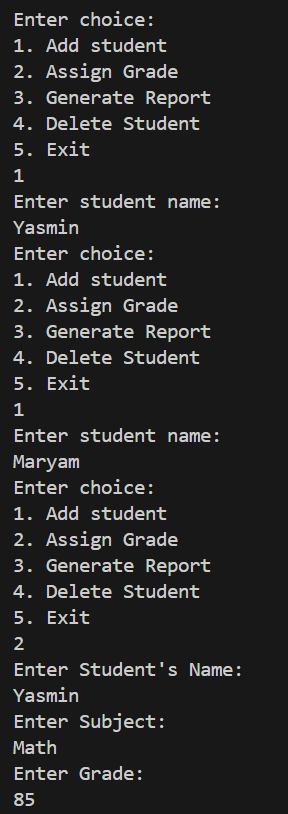 Enter choice:
1. Add student
2. Assign Grade
3. Generate Report
4. Delete Student
5. Exit
1
Enter student name:
Yasmin
Enter choice:
1. Add student
2. Assign Grade
3. Generate Report
4. Delete Student
5. Exit
1
Enter student name:
Maryam
Enter choice:
1. Add student
2. Assign Grade
3. Generate Report
4. Delete Student
5. Exit
2
Enter Student's Name:
Yasmin
Enter Subject:
Math
Enter Grade:
85